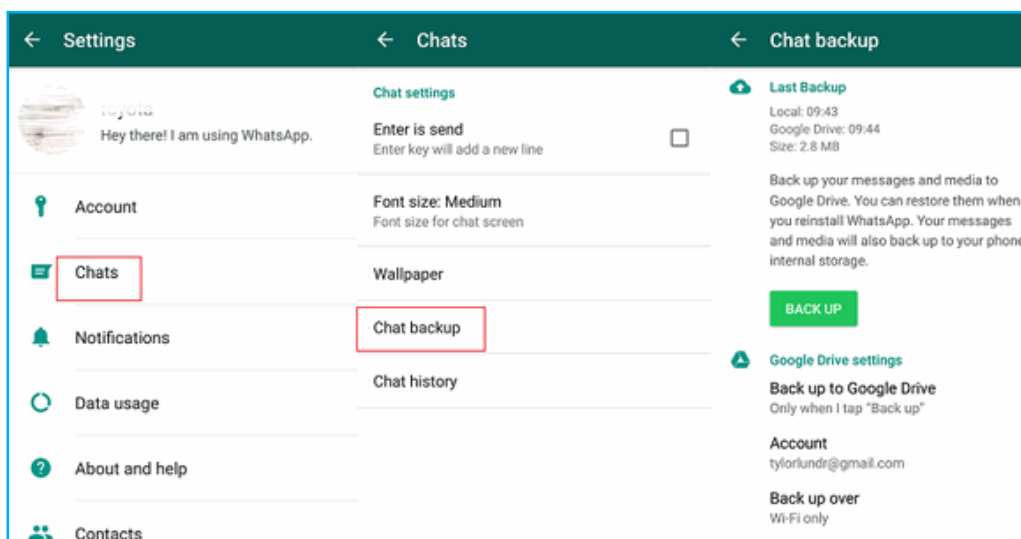 Settings
toyota
Hey there! I am using WhatsApp.
Account
Chats
Notifications
Data usage
About and help
Contacts
Chats
Chat settings
Enter is send
Enter key will add a new line
Font size: Medium
Font size for chat screen
Wallpaper
Chat backup
Chat history
Chat backup
Last Backup
Local: 09:43
Google Drive: 09:44
Size: 2.8 MB
Back up your messages and media to
Google Drive. You can restore them when
you reinstall WhatsApp. Your messages
and media will also back up to your phone
internal storage.
BACK UP
Google Drive settings
Back up to Google Drive
Only when I tap “Back up”
Account
tylorlundr@gmail.com
Back up over
Wi-Fi only